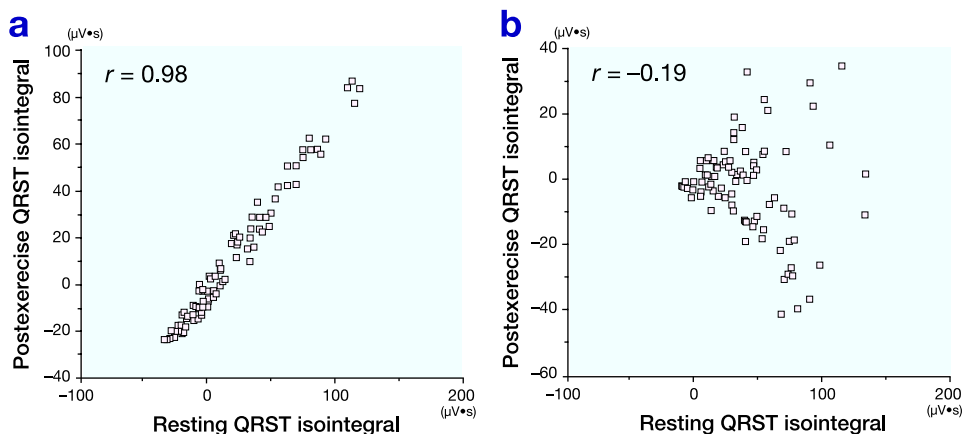 a
(µV•s)
Postexerecise QRST isointegral
100
80
60
40
20
0
−20
−40
r = 0.98
−100
0
100
200
(µV•s)
Resting QRST isointegral
b
(µV•s)
Postexerecise QRST isointegral
40
20
0
−20
−40
−60
r = −0.19
−100
0
100
200
(µV•s)
Resting QRST isointegral